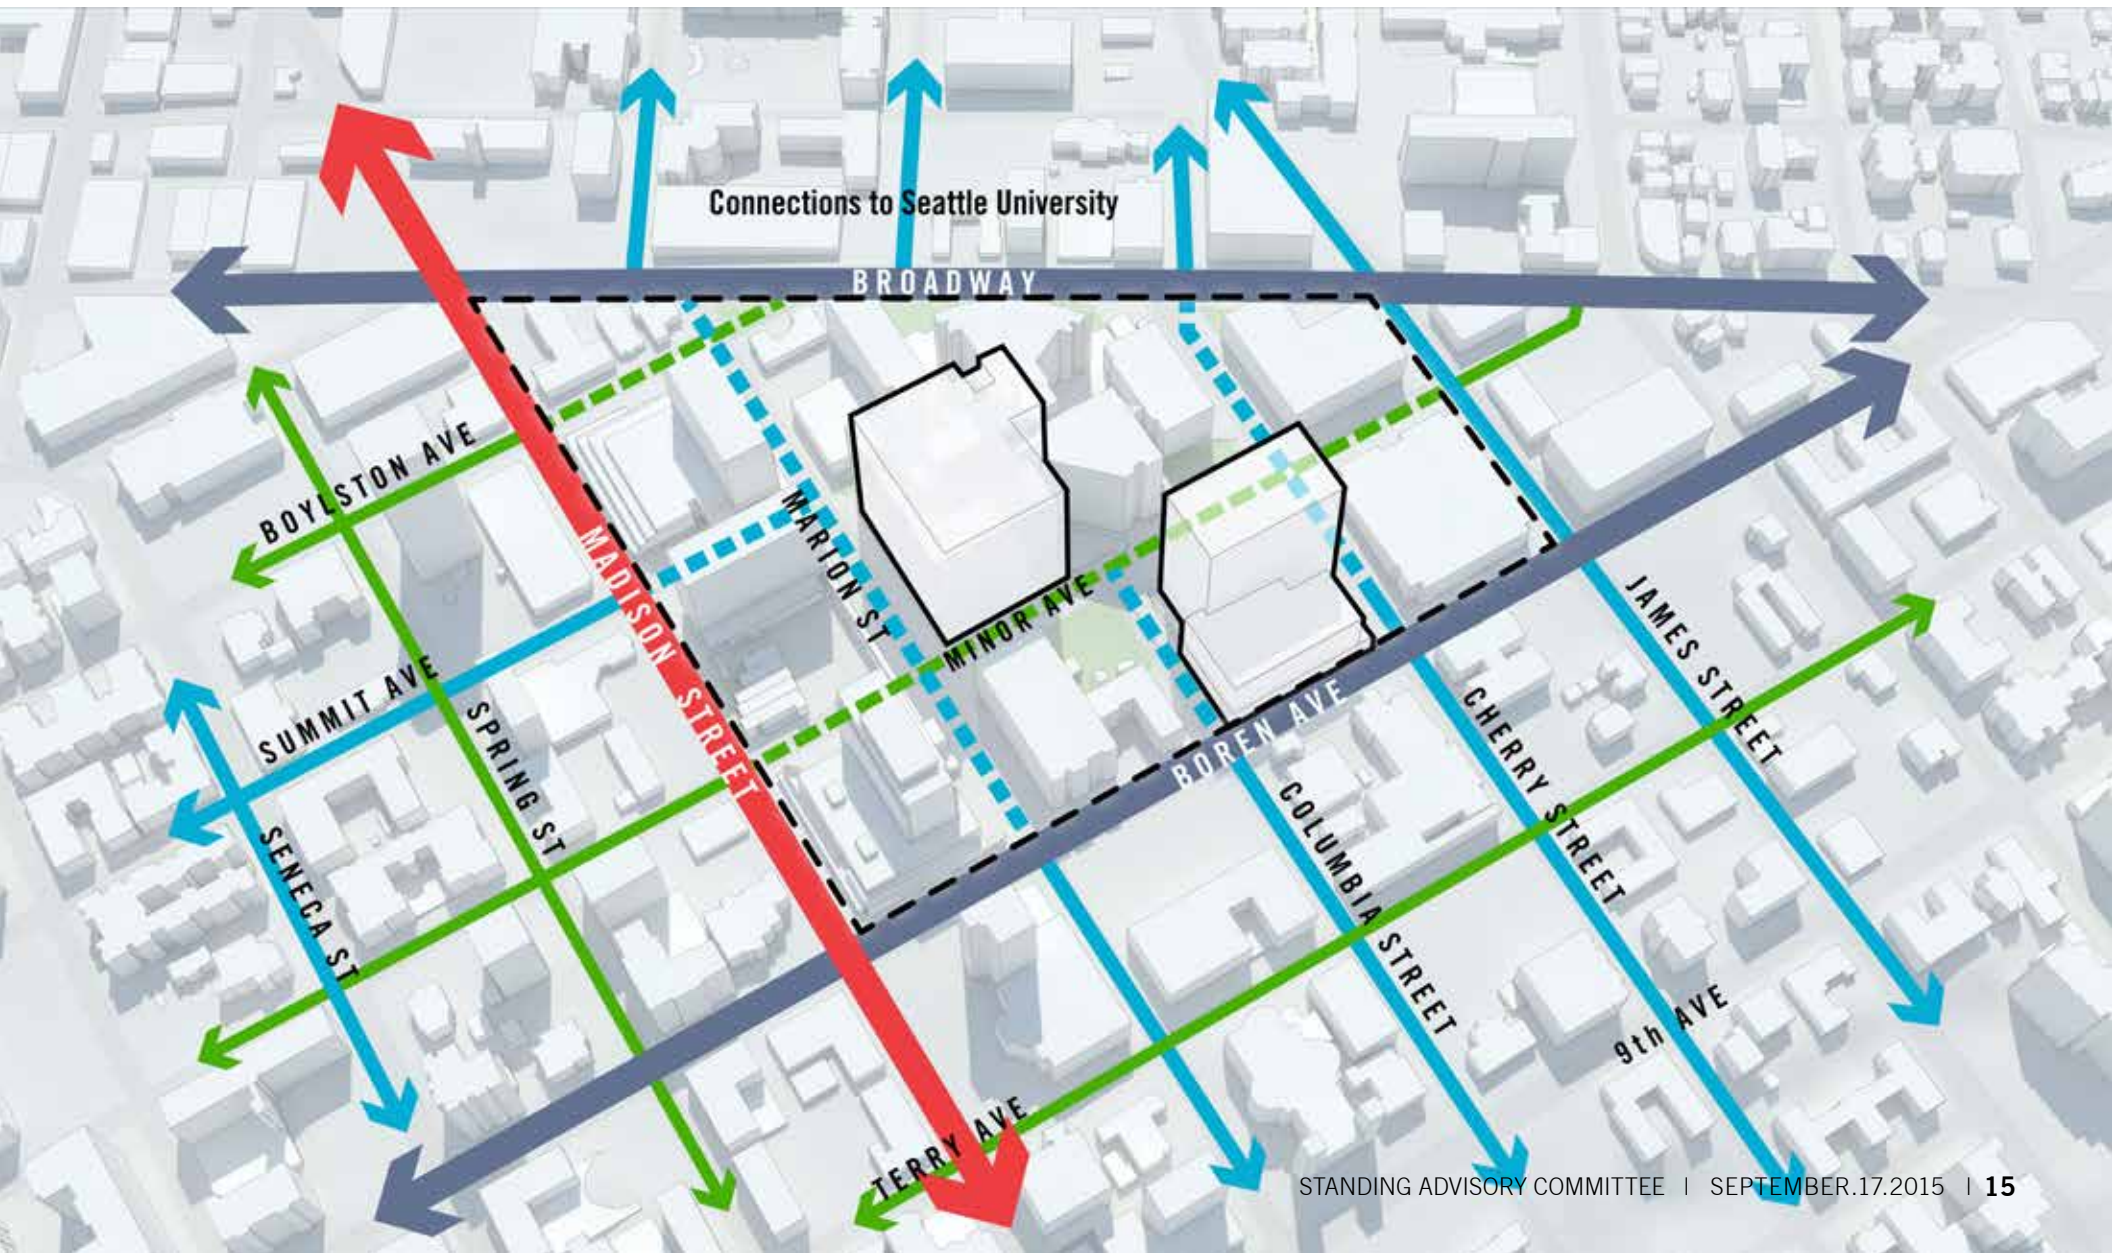 Connections to Seattle University
BROADWAY
BOYLSTON AVE
MADISON STREET
MARION ST
MINOR AVE
SUMMIT AVE
SPRING ST
SENECA ST
BOREN AVE
JAMES STREET
CHERRY STREET
COLUMBIA STREET
9th AVE
TERRY AVE
STANDING ADVISORY COMMITTEE | SEPTEMBER.17.2015 | 15